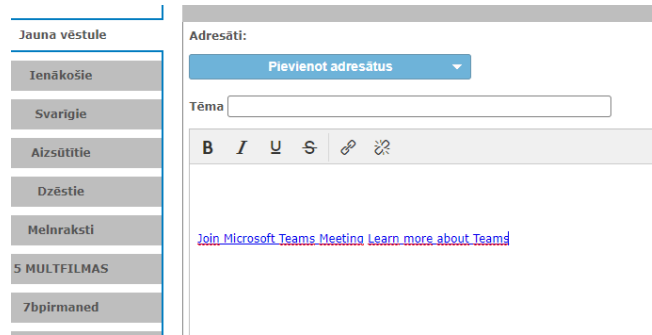 Jauna vēstule
Ienākošie
Svarīgie
Aizsūtītie
Dzēstie
Melnraksti
5 MULTFILMAS
7bpirmaned
Adresāti:
Pievienot adresātus
Tēma
B I U S
Join Microsoft Teams Meeting Learn more about Teams